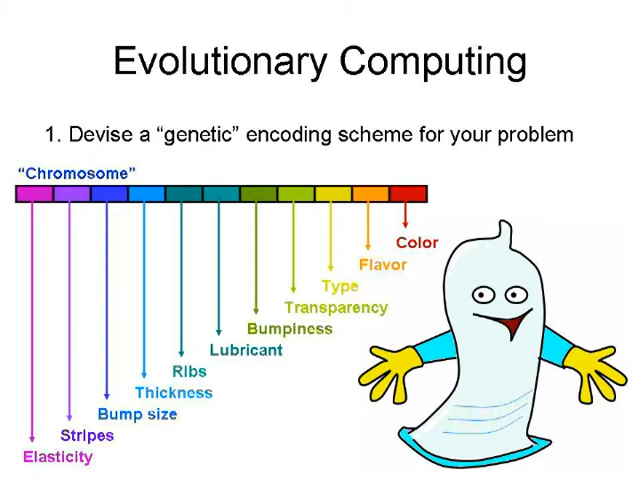 Evolutionary Computing
1. Devise a “genetic” encoding scheme for your problem
“Chromosome”
Color
Flavor
Type
Transparency
Bumpiness
Lubricant
Ribs
Thickness
Bump size
Stripes
Elasticity